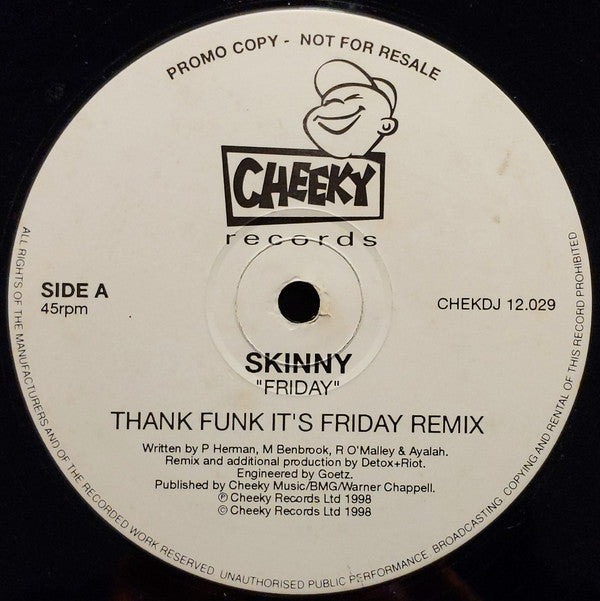 PROMO COPY - NOT FOR RESALE
CHEEKY
records
SIDE A
45rpm
CHEKDJ 12.029
SKINNY
"FRIDAY"
THANK FUNK IT'S FRIDAY REMIX
Written by P Herman, M Benbrook, R O'Malley & Ayalah.
Remix and additional production by Detox+Riot.
Engineered by Goetz.
Published by Cheeky Music/BMG/Warner Chappell.
℗ Cheeky Records Ltd 1998
© Cheeky Records Ltd 1998
ALL RIGHTS OF THE MANUFACTURERS AND OF THE RECORDED WORK RESERVED. UNAUTHORISED PUBLIC PERFORMANCE, BROADCASTING, COPYING AND RENTAL OF THIS RECORD PROHIBITED